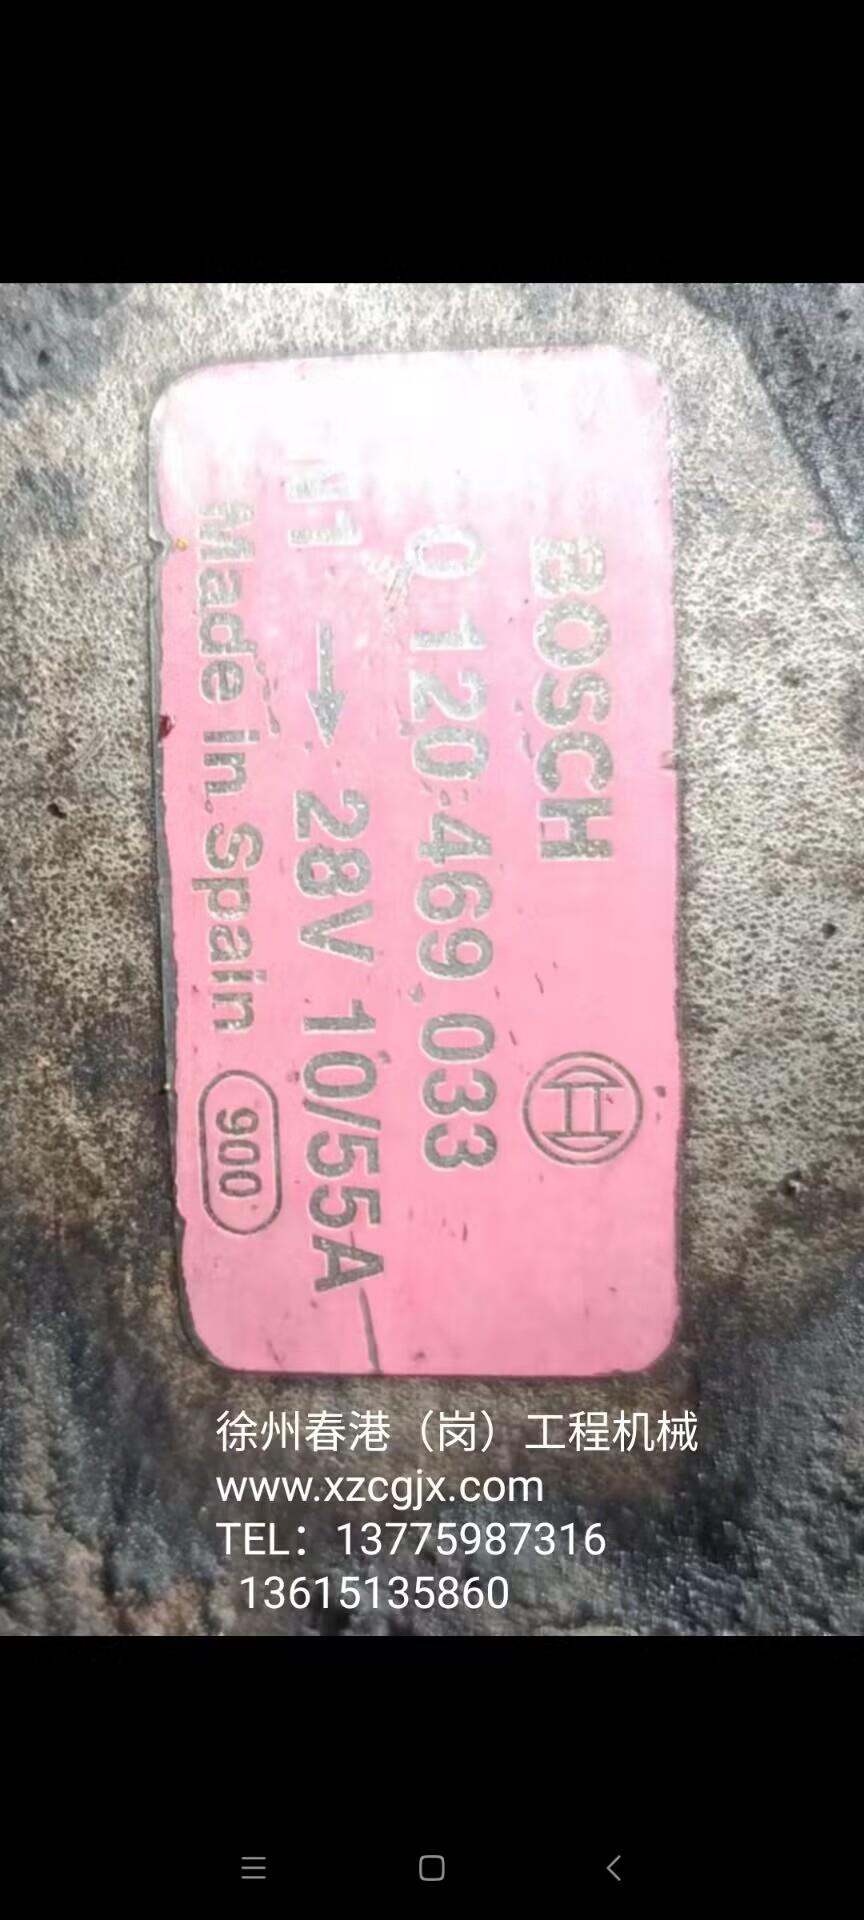 BOSCH
0 120 469 033
N1 → 28V 10/55A
Made in Spain 900
徐州春港（岗）工程机械
www.xzcgjx.com
TEL：13775987316
13615135860